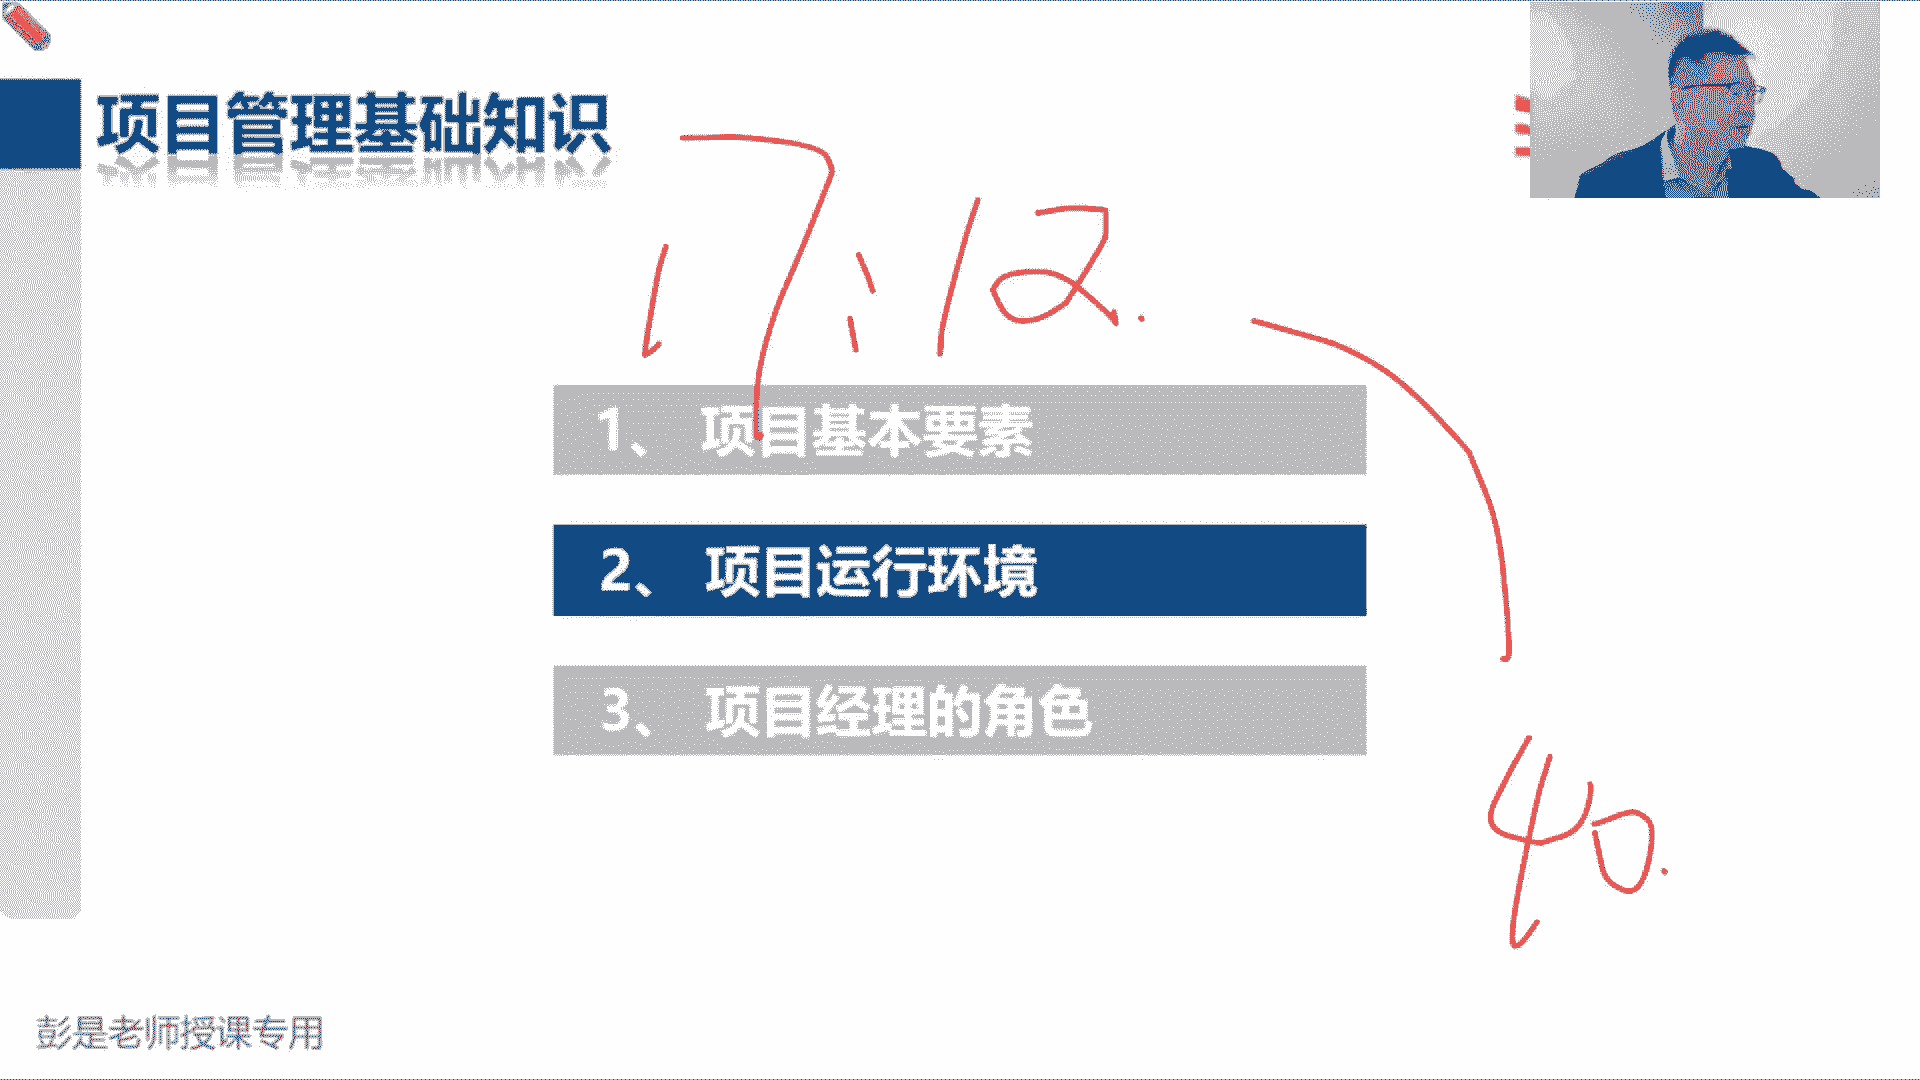 项目管理基础知识
17:12.
1、 项目基本要素
2、 项目运行环境
3、 项目经理的角色
40.
彭是老师授课专用